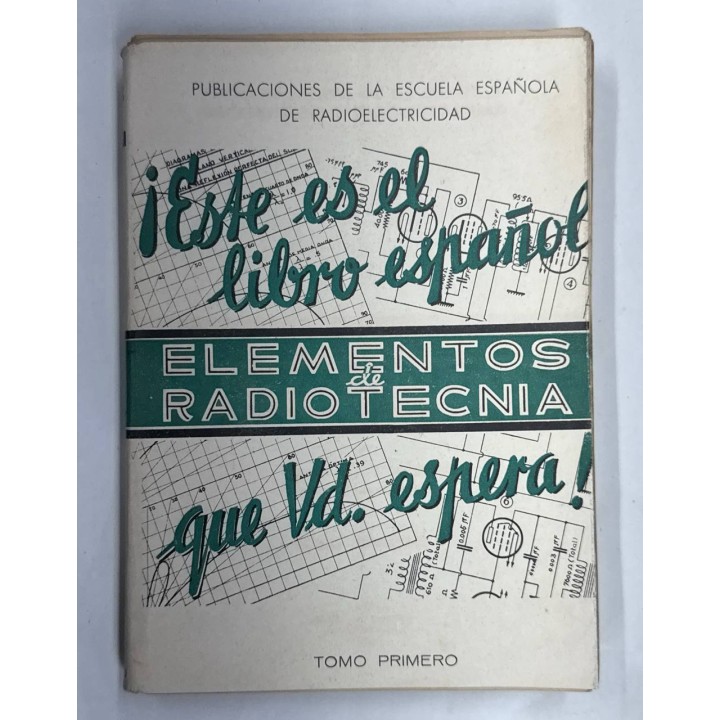 PUBLICACIONES DE LA ESCUELA ESPAÑOLA
DE RADIOELECTRICIDAD
¡Éste es el
libro español
ELEMENTOS
de
RADIOTECNIA
que Vd. espera!
TOMO PRIMERO